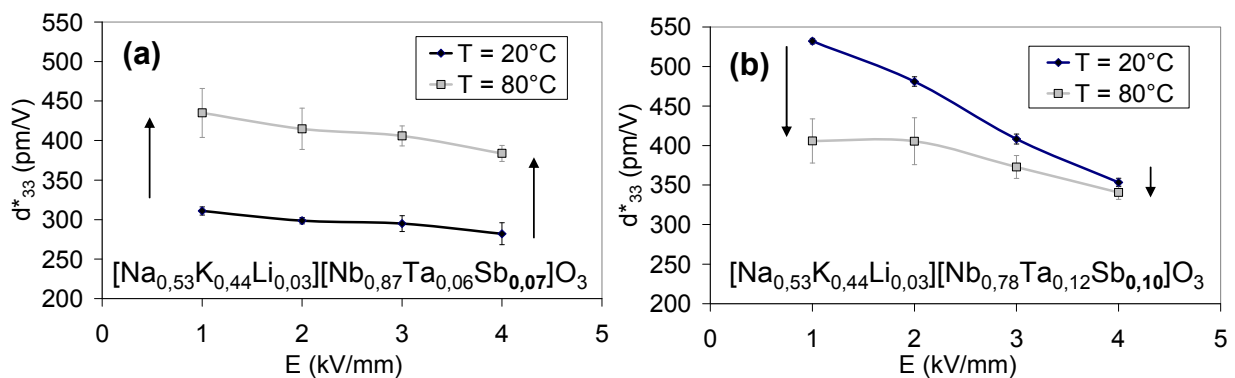 (a)
T = 20°C
T = 80°C
550
500
450
400
350
300
250
200
d*33 (pm/V)
[Na0,53K0,44Li0,03][Nb0,87Ta0,06Sb0,07]O3
0 1 2 3 4 5
E (kV/mm)
(b)
T = 20°C
T = 80°C
550
500
450
400
350
300
250
200
d*33 (pm/V)
[Na0,53K0,44Li0,03][Nb0,78Ta0,12Sb0,10]O3
0 1 2 3 4 5
E (kV/mm)